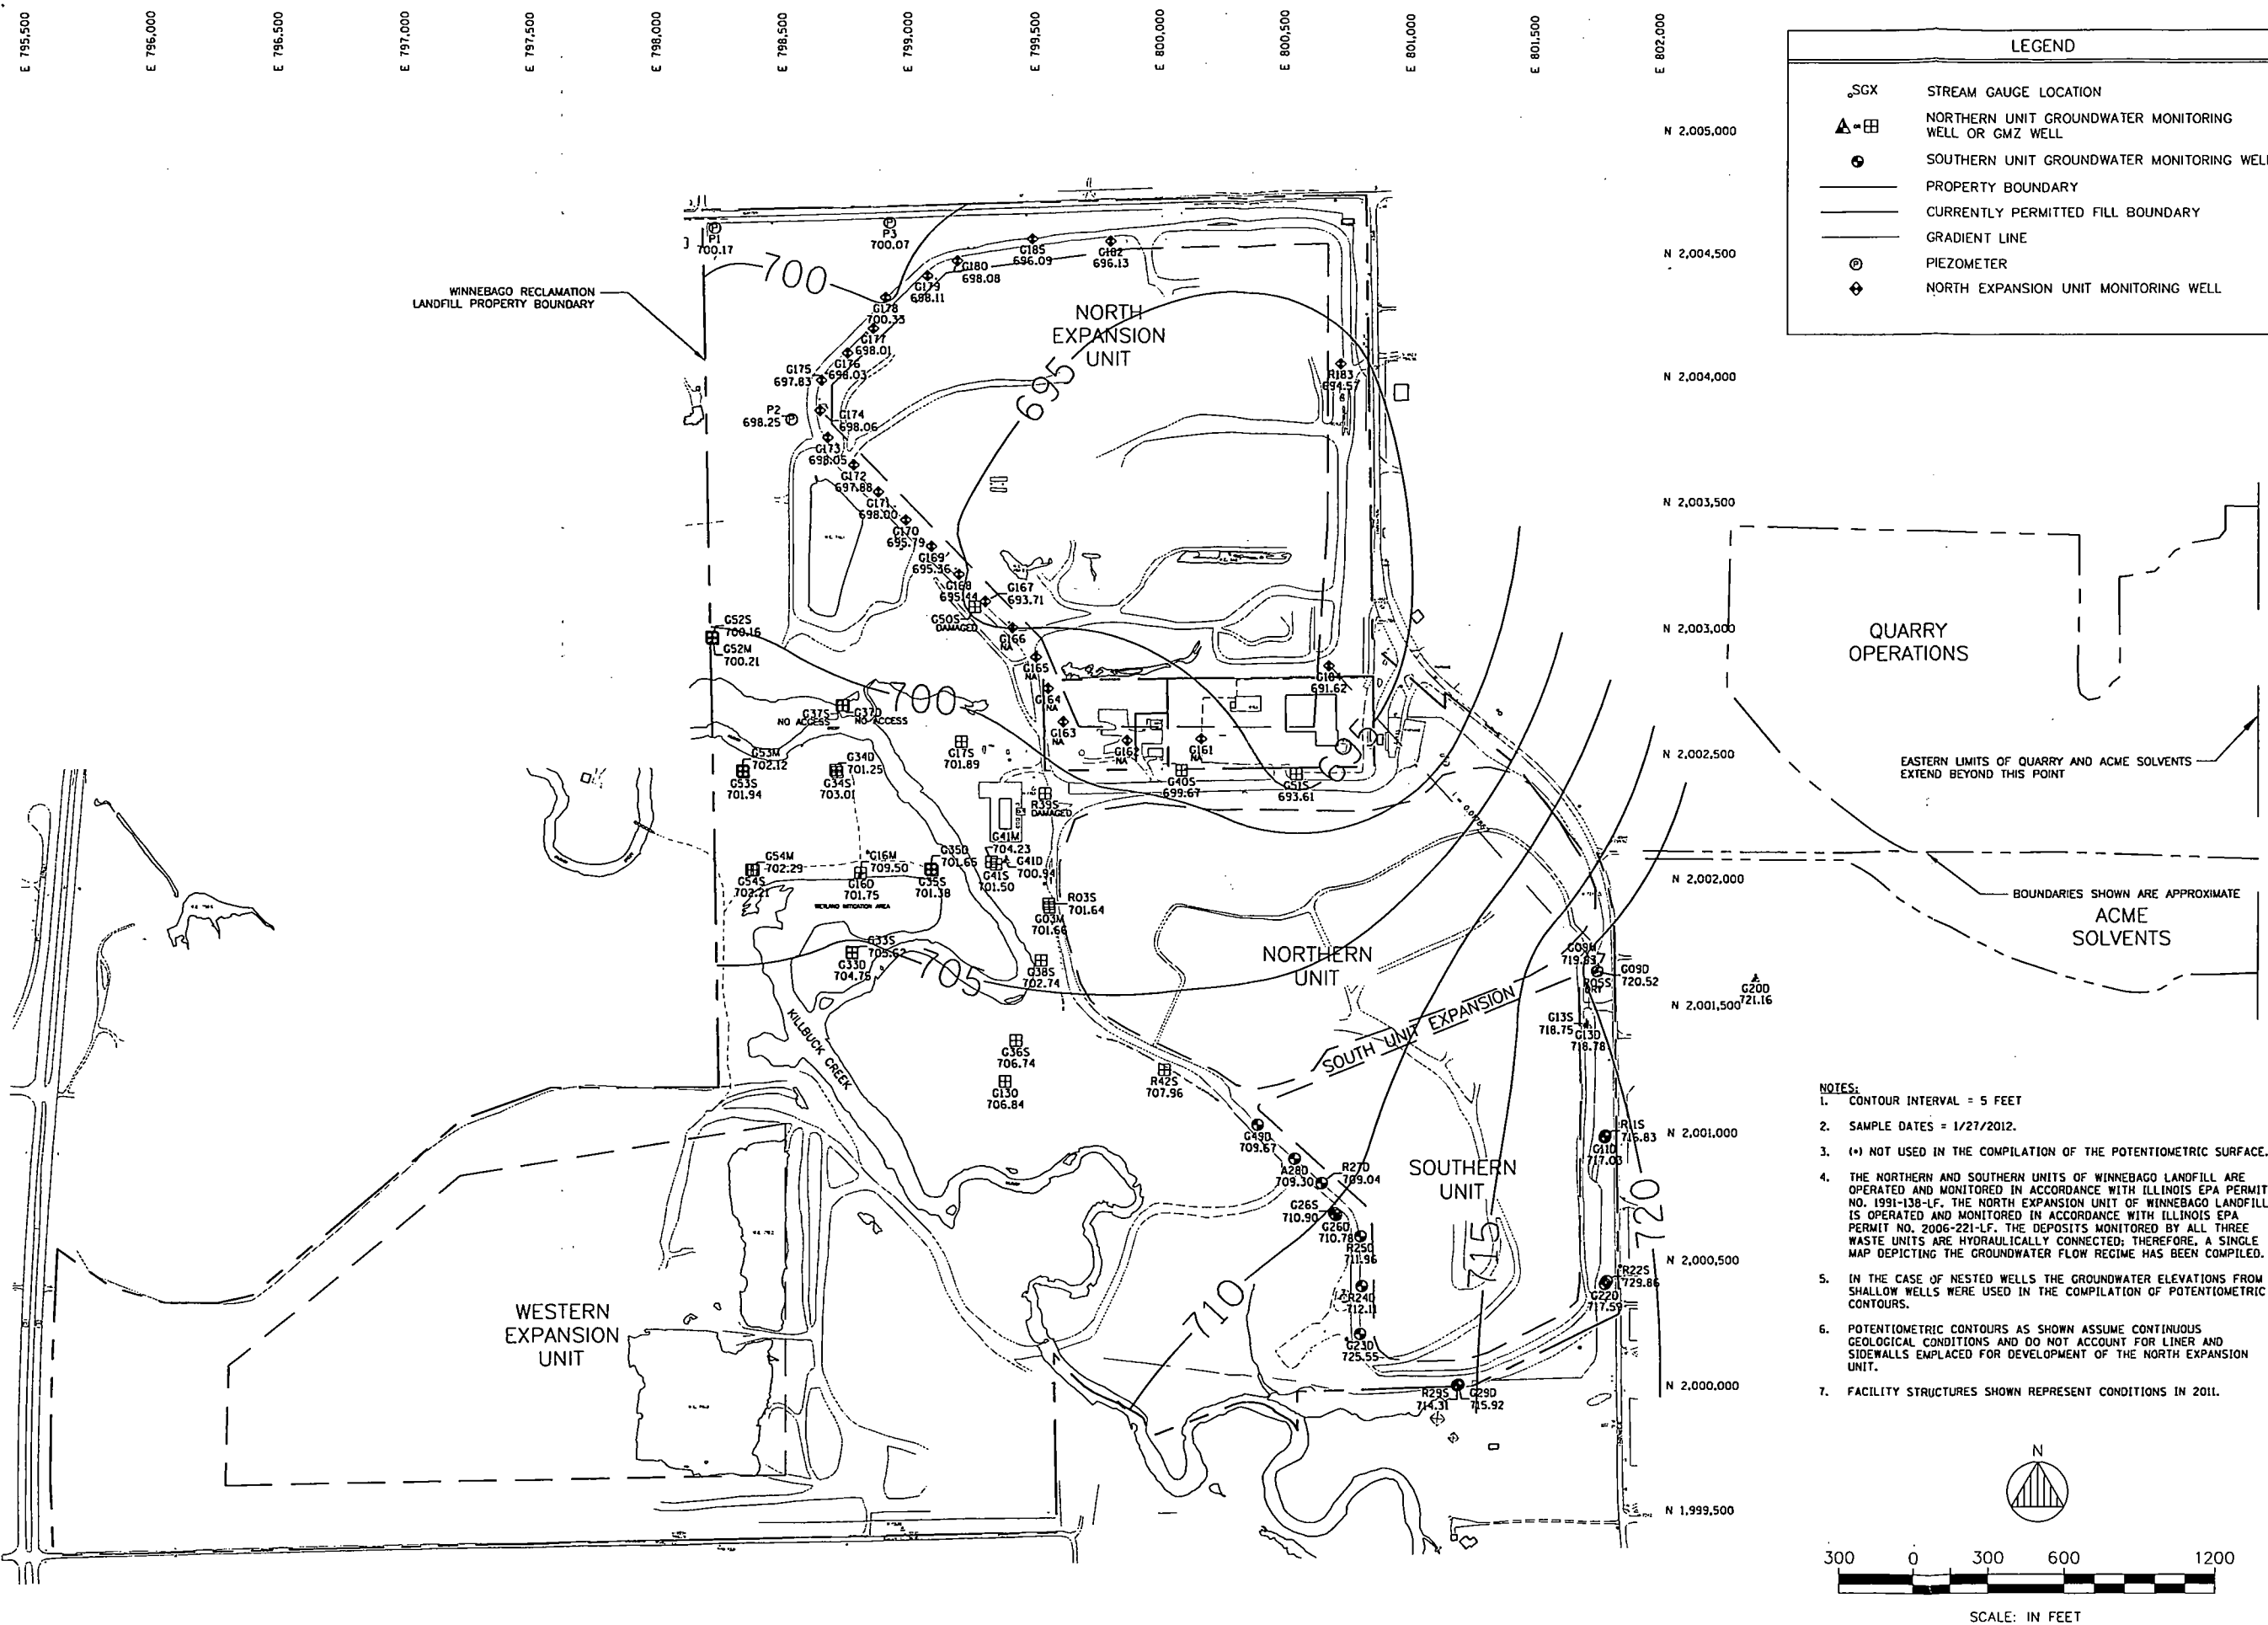 E 795,500
E 796,000
E 796,500
E 797,000
E 797,500
E 798,000
E 798,500
E 799,000
E 799,500
E 800,000
E 800,500
E 801,000
E 801,500
E 802,000
LEGEND
SGX STREAM GAUGE LOCATION
OR NORTHERN UNIT GROUNDWATER MONITORING
WELL OR GMZ WELL
SOUTHERN UNIT GROUNDWATER MONITORING WELL
PROPERTY BOUNDARY
CURRENTLY PERMITTED FILL BOUNDARY
GRADIENT LINE
P PIEZOMETER
NORTH EXPANSION UNIT MONITORING WELL
N 2,005,000
N 2,004,500
N 2,004,000
N 2,003,500
N 2,003,000
N 2,002,500
N 2,002,000
N 2,001,500
N 2,001,000
N 2,000,500
N 2,000,000
N 1,999,500
WINNEBAGO RECLAMATION
LANDFILL PROPERTY BOUNDARY
P1
700.17
P3
700.07
700
G185
696.09
G182
696.13
G180
698.08
G179
698.11
G178
700.33
G177
698.01
G176
698.03
G175
697.83
P2
698.25
G174
698.06
G173
698.05
G172
697.88
G171
698.00
G170
695.79
G169
695.36
G168
695.44
G167
693.71
G50S
DAMAGED
G166
NA
G165
NA
G164
NA
G163
NA
G162
NA
G161
NA
NORTH
EXPANSION
UNIT
695
R183
694.57
G184
691.62
G52S
700.16
G52M
700.21
700
G37S
NO ACCESS
G37D
NO ACCESS
G17S
701.89
G53M
702.12
G53S
701.94
G34D
701.25
G34S
703.01
R39S
DAMAGED
G40S
699.67
G51S
693.61
695
G41M
704.23
G41D
700.94
G41S
701.50
G54M
702.29
G54S
702.21
*G16M
709.50
G16D
701.75
G35D
701.65
G35S
701.38
WETLAND MITIGATION AREA
R03S
701.64
G03M
701.66
G33S
705.62
G33D
704.75
705
G38S
702.74
KILLBUCK CREEK
G36S
706.74
G130
706.84
R42S
707.96
NORTHERN
UNIT
SOUTH UNIT EXPANSION
G09M
719.83
G09D
720.52
R05S
DRY
G20D
721.16
G13S
718.75
G13D
718.78
G49D
709.67
A28D
709.30
R27D
709.04
G26S
710.90
G26D
710.78
R25D
711.96
R24D
712.11
G23D
725.55
SOUTHERN
UNIT
R11S
716.83
G11D
717.03
715
720
710
*R22S
729.86
G22D
717.59
R29S
714.31
G29D
715.92
WESTERN
EXPANSION
UNIT
QUARRY
OPERATIONS
EASTERN LIMITS OF QUARRY AND ACME SOLVENTS
EXTEND BEYOND THIS POINT
BOUNDARIES SHOWN ARE APPROXIMATE
ACME
SOLVENTS
NOTES:
1. CONTOUR INTERVAL = 5 FEET
2. SAMPLE DATES = 1/27/2012.
3. (*) NOT USED IN THE COMPILATION OF THE POTENTIOMETRIC SURFACE.
4. THE NORTHERN AND SOUTHERN UNITS OF WINNEBAGO LANDFILL ARE
OPERATED AND MONITORED IN ACCORDANCE WITH ILLINOIS EPA PERMIT
NO. 1991-138-LF. THE NORTH EXPANSION UNIT OF WINNEBAGO LANDFILL
IS OPERATED AND MONITORED IN ACCORDANCE WITH ILLINOIS EPA
PERMIT NO. 2006-221-LF. THE DEPOSITS MONITORED BY ALL THREE
WASTE UNITS ARE HYDRAULICALLY CONNECTED; THEREFORE, A SINGLE
MAP DEPICTING THE GROUNDWATER FLOW REGIME HAS BEEN COMPILED.
5. IN THE CASE OF NESTED WELLS THE GROUNDWATER ELEVATIONS FROM
SHALLOW WELLS WERE USED IN THE COMPILATION OF POTENTIOMETRIC
CONTOURS.
6. POTENTIOMETRIC CONTOURS AS SHOWN ASSUME CONTINUOUS
GEOLOGICAL CONDITIONS AND DO NOT ACCOUNT FOR LINER AND
SIDEWALLS EMPLACED FOR DEVELOPMENT OF THE NORTH EXPANSION
UNIT.
7. FACILITY STRUCTURES SHOWN REPRESENT CONDITIONS IN 2011.
N
300 0 300 600 1200
SCALE: IN FEET